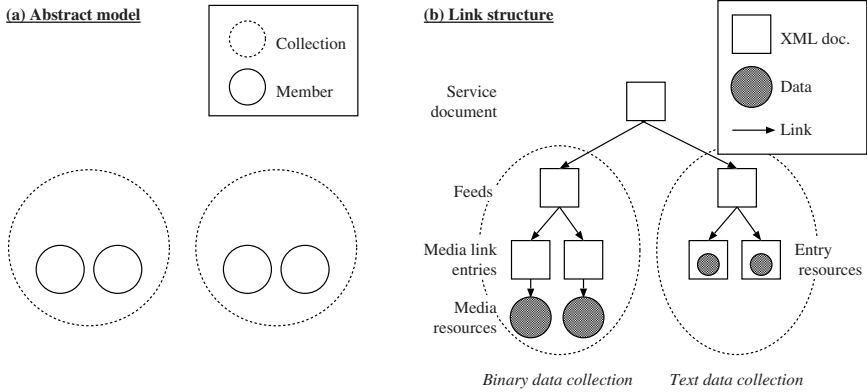 (a) Abstract model
Collection
Member
(b) Link structure
XML doc.
Data
Link
Service
document
Feeds
Media link
entries
Media
resources
Entry
resources
Binary data collection
Text data collection